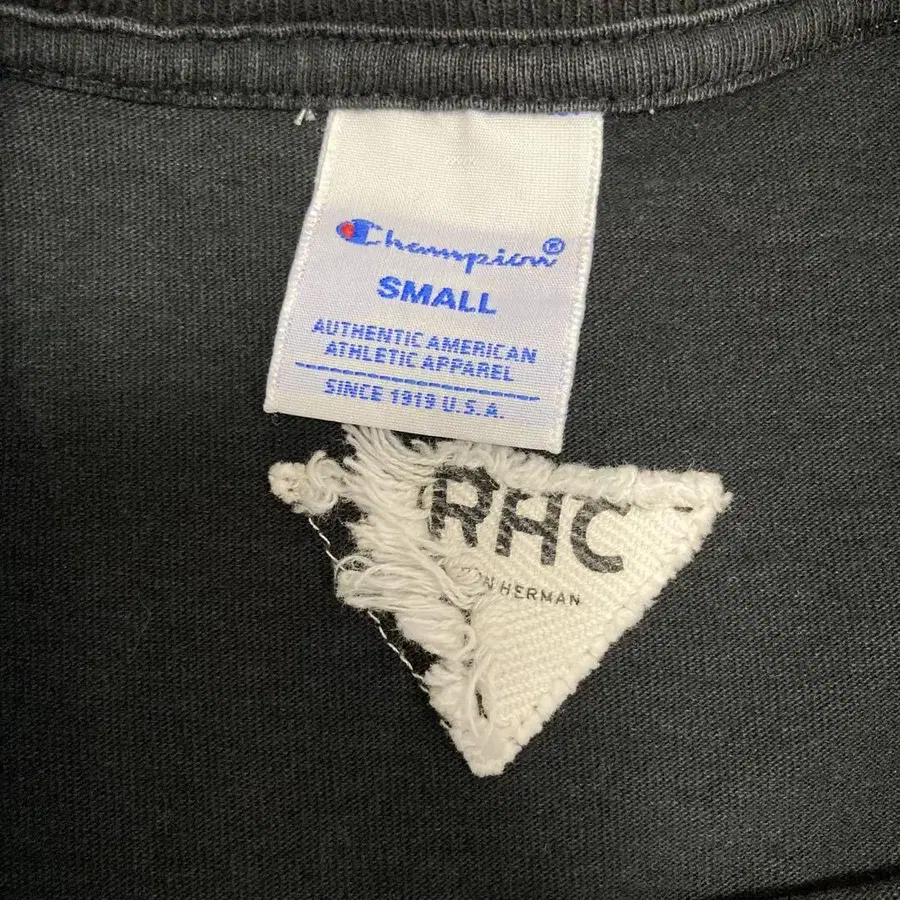 Champion®
SMALL
AUTHENTIC AMERICAN
ATHLETIC APPAREL
SINCE 1919 U.S.A.
RHC
HERMAN